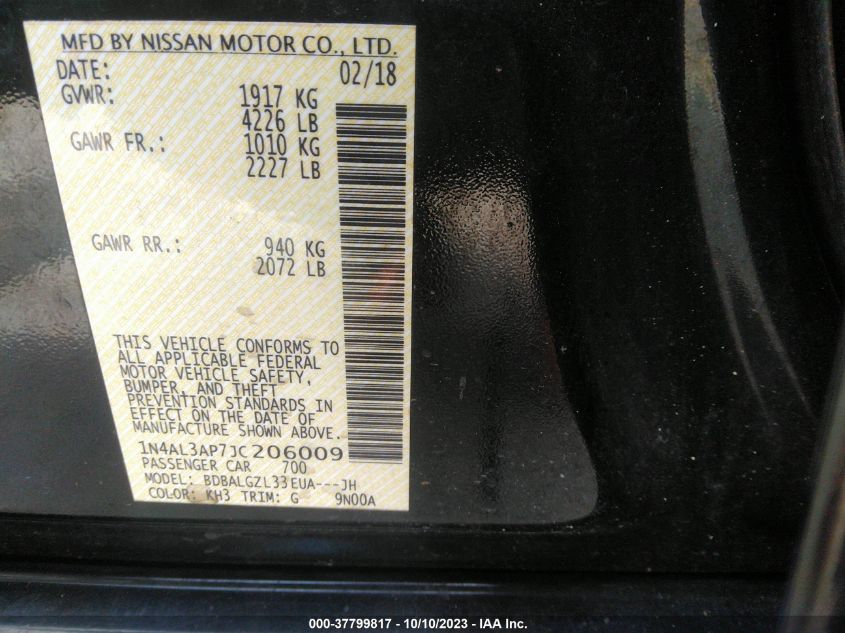 MFD BY NISSAN MOTOR CO., LTD.
DATE: 02/18
GVWR: 1917 KG
4226 LB
GAWR FR.: 1010 KG
2227 LB
GAWR RR.: 940 KG
2072 LB
THIS VEHICLE CONFORMS TO
ALL APPLICABLE FEDERAL
MOTOR VEHICLE SAFETY,
BUMPER, AND THEFT
PREVENTION STANDARDS IN
EFFECT ON THE DATE OF
MANUFACTURE SHOWN ABOVE.
1N4AL3AP7JC206009
PASSENGER CAR 700
MODEL: BDBALGZL33EUA---JH
COLOR: KH3 TRIM: G 9N00A
000-37799817 - 10/10/2023 - IAA Inc.